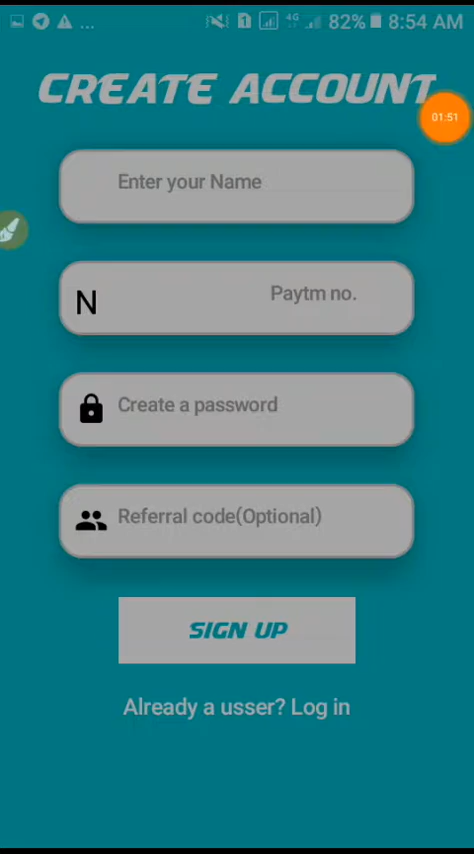 ... 4G 82% 8:54 AM
CREATE ACCOUNT
01:51
Enter your Name
N Paytm no.
Create a password
Referral code(Optional)
SIGN UP
Already a usser? Log in